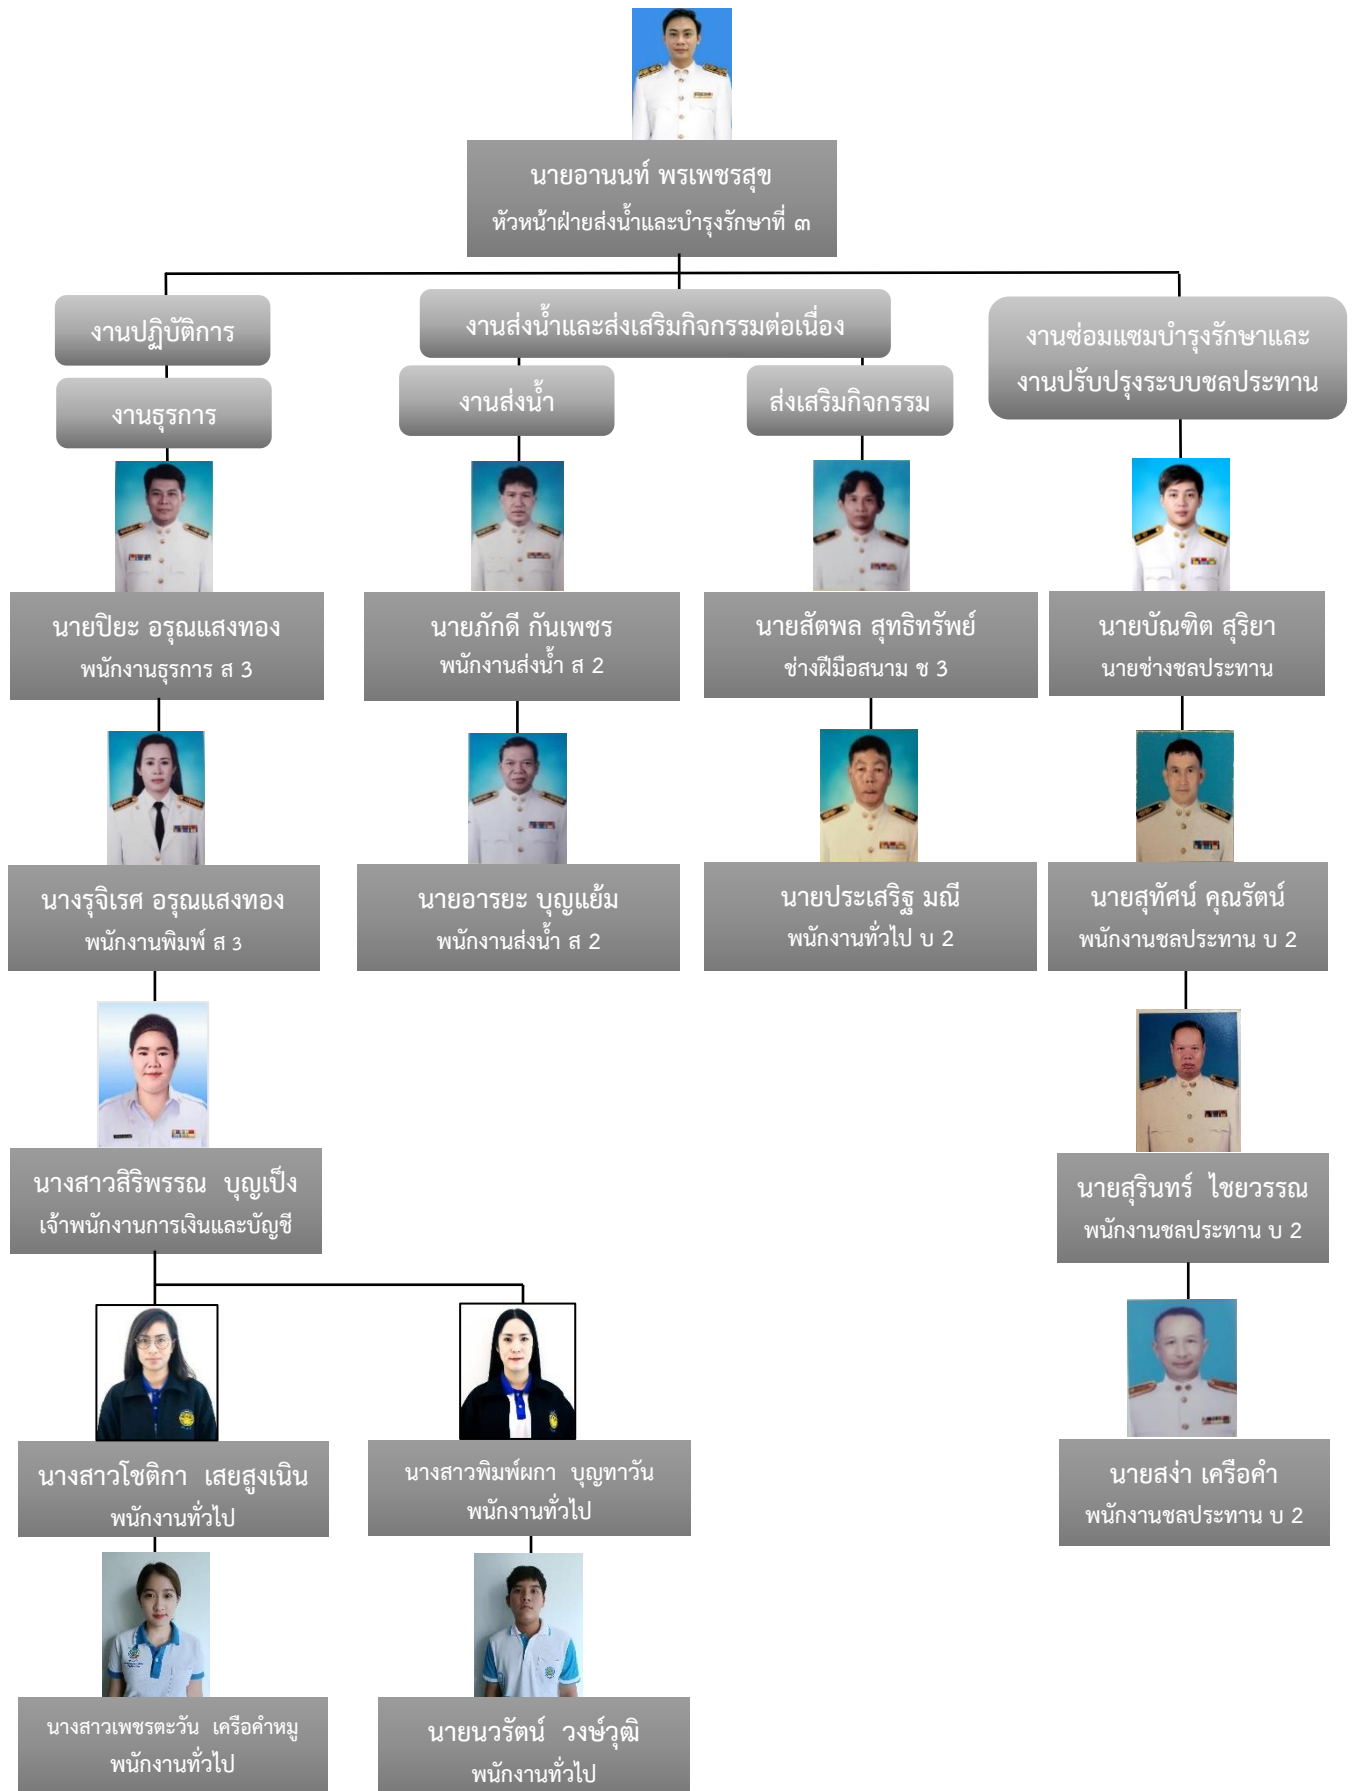 นายอานนท์ พรเพชรสุข
หัวหน้าฝ่ายส่งน้ำและบำรุงรักษาที่ ๓
งานปฏิบัติการ
งานธุรการ
งานส่งน้ำและส่งเสริมกิจกรรมต่อเนื่อง
งานส่งน้ำ
ส่งเสริมกิจกรรม
งานซ่อมแซมบำรุงรักษาและ
งานปรับปรุงระบบชลประทาน
นายปิยะ อรุณแสงทอง
พนักงานธุรการ ส 3
นายภักดี กันเพชร
พนักงานส่งน้ำ ส 2
นายสัตพล สุทธิทรัพย์
ช่างฝีมือสนาม ช 3
นายบัณฑิต สุริยา
นายช่างชลประทาน
นางรุจิเรศ อรุณแสงทอง
พนักงานพิมพ์ ส 3
นายอารยะ บุญแย้ม
พนักงานส่งน้ำ ส 2
นายประเสริฐ มณี
พนักงานทั่วไป บ 2
นายสุทัศน์ คุณรัตน์
พนักงานชลประทาน บ 2
นางสาวสิริพรรณ บุญเป็ง
เจ้าพนักงานการเงินและบัญชี
นายสุรินทร์ ไชยวรรณ
พนักงานชลประทาน บ 2
นางสาวโชติกา เสยสูงเนิน
พนักงานทั่วไป
นางสาวพิมพ์ผกา บุญทาวัน
พนักงานทั่วไป
นายสง่า เครือคำ
พนักงานชลประทาน บ 2
นางสาวเพชรตะวัน เครือคำหมู
พนักงานทั่วไป
นายนวรัตน์ วงษ์วุฒิ
พนักงานทั่วไป